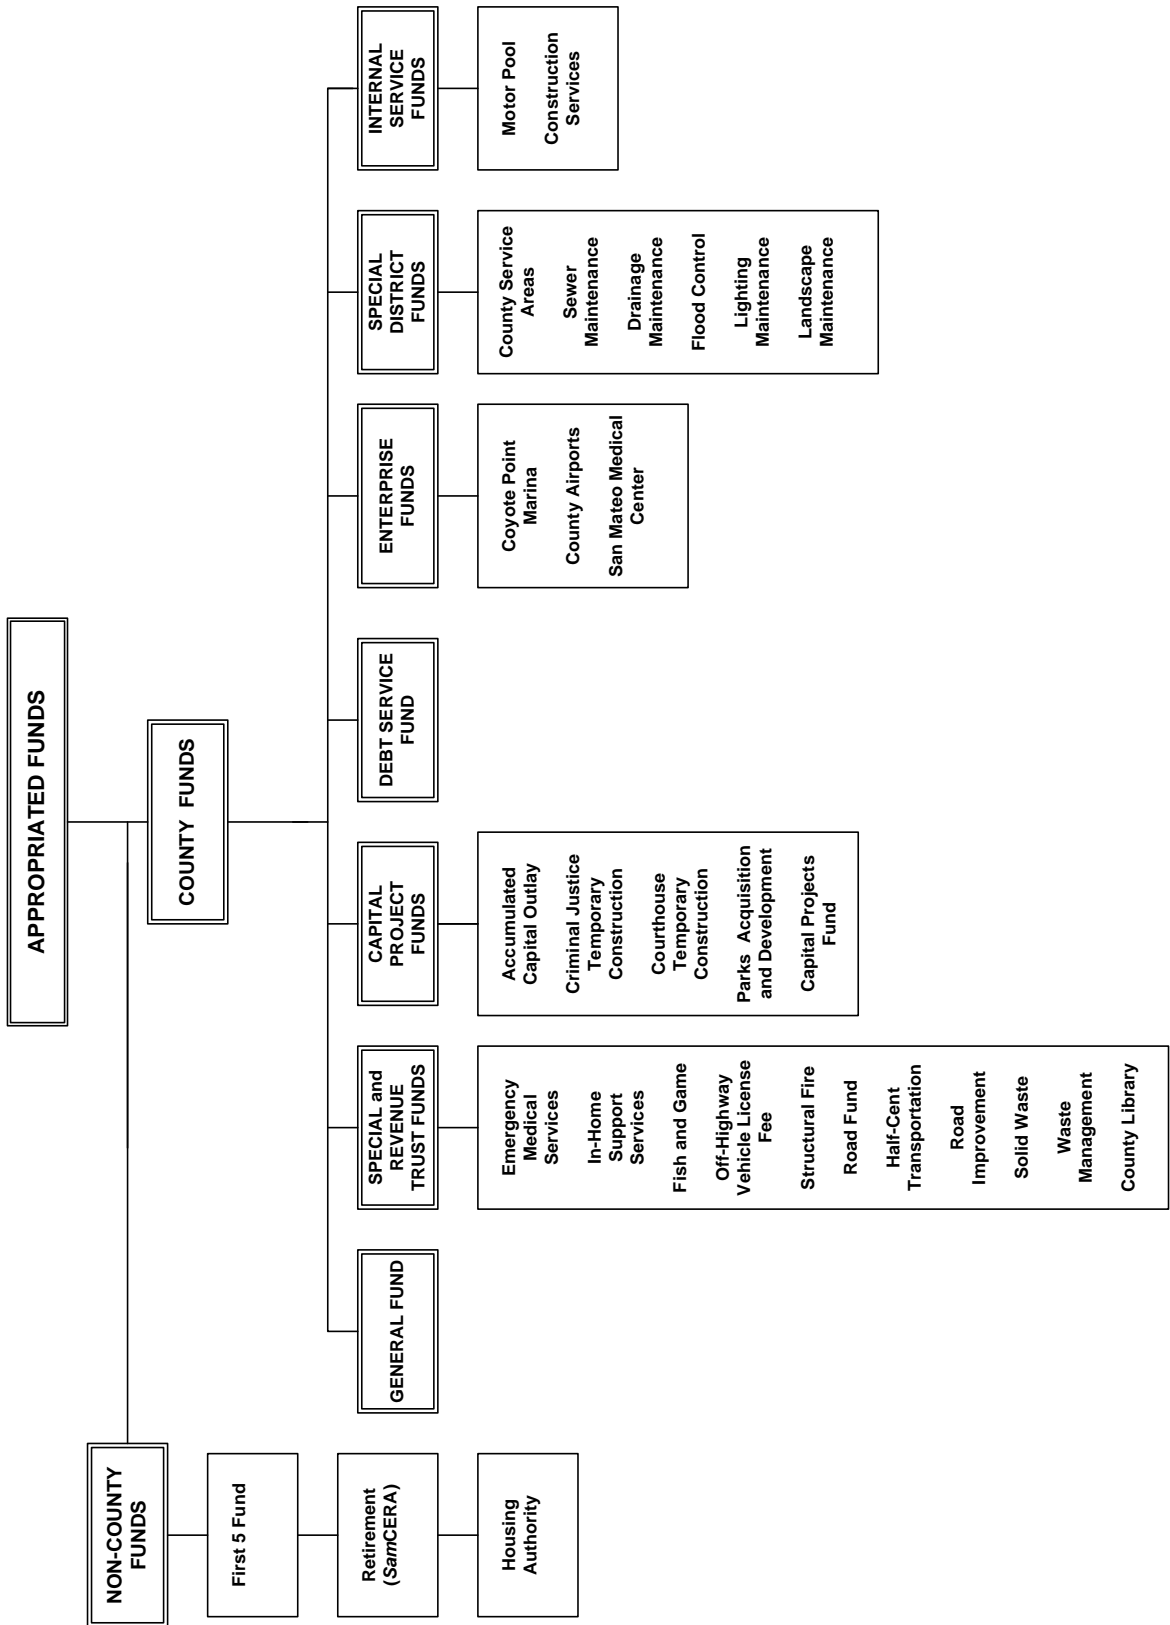 APPROPRIATED FUNDS
NON-COUNTY
FUNDS
COUNTY FUNDS
First 5 Fund
Retirement
(SamCERA)
Housing
Authority
GENERAL FUND
SPECIAL and
REVENUE
TRUST FUNDS
CAPITAL
PROJECT
FUNDS
DEBT SERVICE
FUND
ENTERPRISE
FUNDS
SPECIAL
DISTRICT
FUNDS
INTERNAL
SERVICE
FUNDS
Emergency
Medical
Services
In-Home
Support
Services
Fish and Game
Off-Highway
Vehicle License
Fee
Structural Fire
Road Fund
Half-Cent
Transportation
Road
Improvement
Solid Waste
Waste
Management
County Library
Accumulated
Capital Outlay
Criminal Justice
Temporary
Construction
Courthouse
Temporary
Construction
Parks Acquisition
and Development
Capital Projects
Fund
Coyote Point
Marina
County Airports
San Mateo Medical
Center
County Service
Areas
Sewer
Maintenance
Drainage
Maintenance
Flood Control
Lighting
Maintenance
Landscape
Maintenance
Motor Pool
Construction
Services